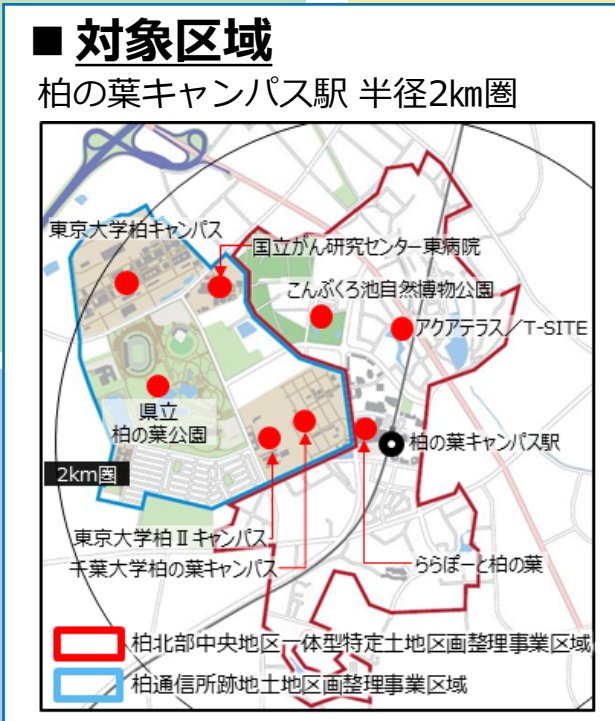 ■ 対象区域
柏の葉キャンパス駅 半径2㎞圏
東京大学柏キャンパス
国立がん研究センター東病院
こんぶくろ池自然博物公園
アクアテラス／T-SITE
県立
柏の葉公園
柏の葉キャンパス駅
2km圏
東京大学柏Ⅱキャンパス
千葉大学柏の葉キャンパス
ららぽーと柏の葉
柏北部中央地区一体型特定土地区画整理事業区域
柏通信所跡地土地区画整理事業区域